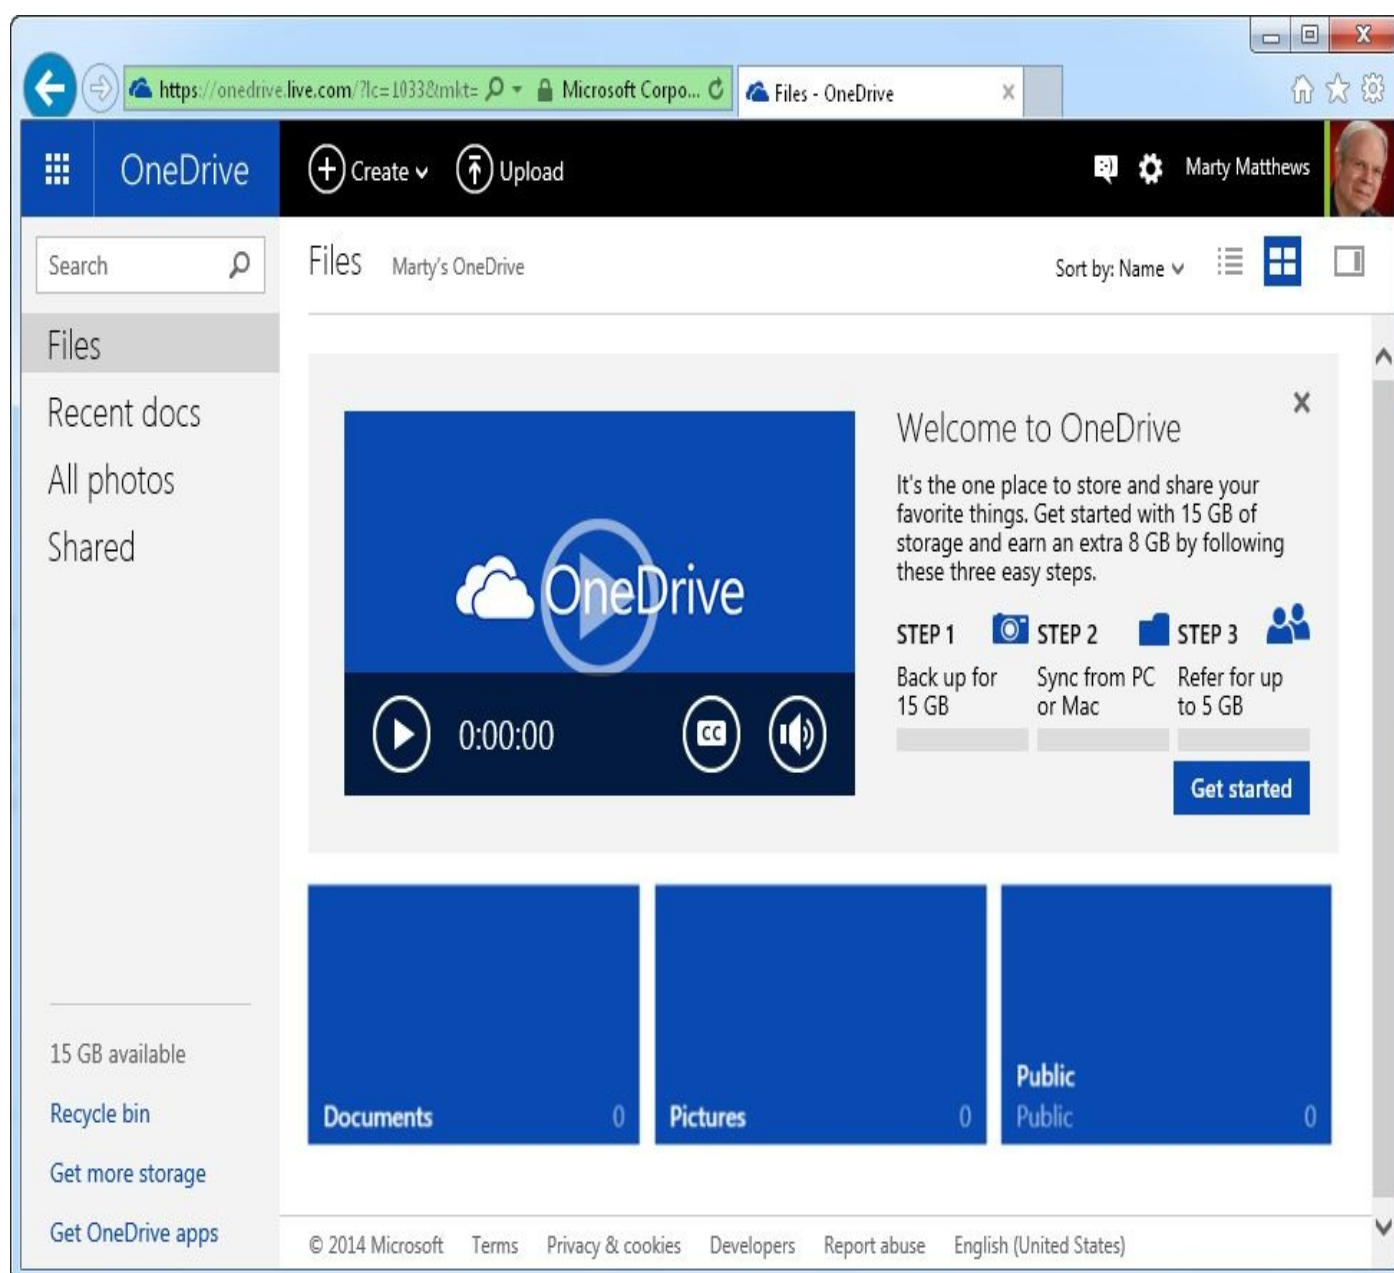 https://onedrive.live.com/?lc=1033&mkt= Microsoft Corpo... Files - OneDrive
OneDrive Create Upload Marty Matthews
Search
Files Marty's OneDrive Sort by: Name
Files
Recent docs
All photos
Shared
OneDrive
0:00:00 CC
Welcome to OneDrive
It's the one place to store and share your
favorite things. Get started with 15 GB of
storage and earn an extra 8 GB by following
these three easy steps.
STEP 1 STEP 2 STEP 3
Back up for Sync from PC Refer for up
15 GB or Mac to 5 GB
Get started
Documents 0
Pictures 0
Public
Public 0
15 GB available
Recycle bin
Get more storage
Get OneDrive apps
© 2014 Microsoft Terms Privacy & cookies Developers Report abuse English (United States)